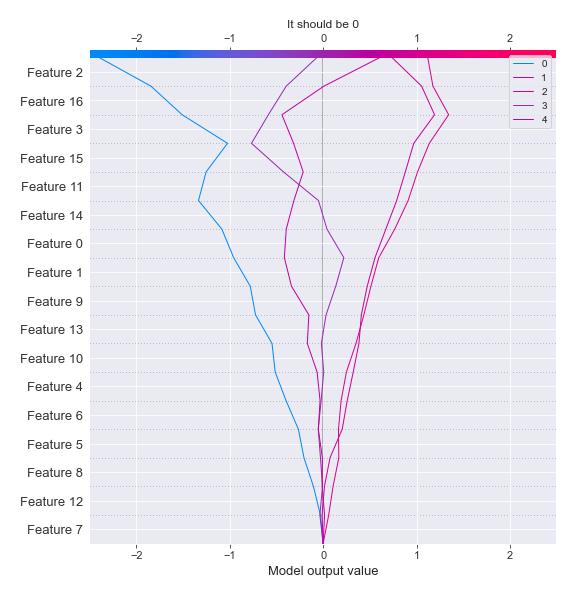 It should be 0
−2 −1 0 1 2
0
1
2
3
4
Feature 2
Feature 16
Feature 3
Feature 15
Feature 11
Feature 14
Feature 0
Feature 1
Feature 9
Feature 13
Feature 10
Feature 4
Feature 6
Feature 5
Feature 8
Feature 12
Feature 7
−2 −1 0 1 2
Model output value